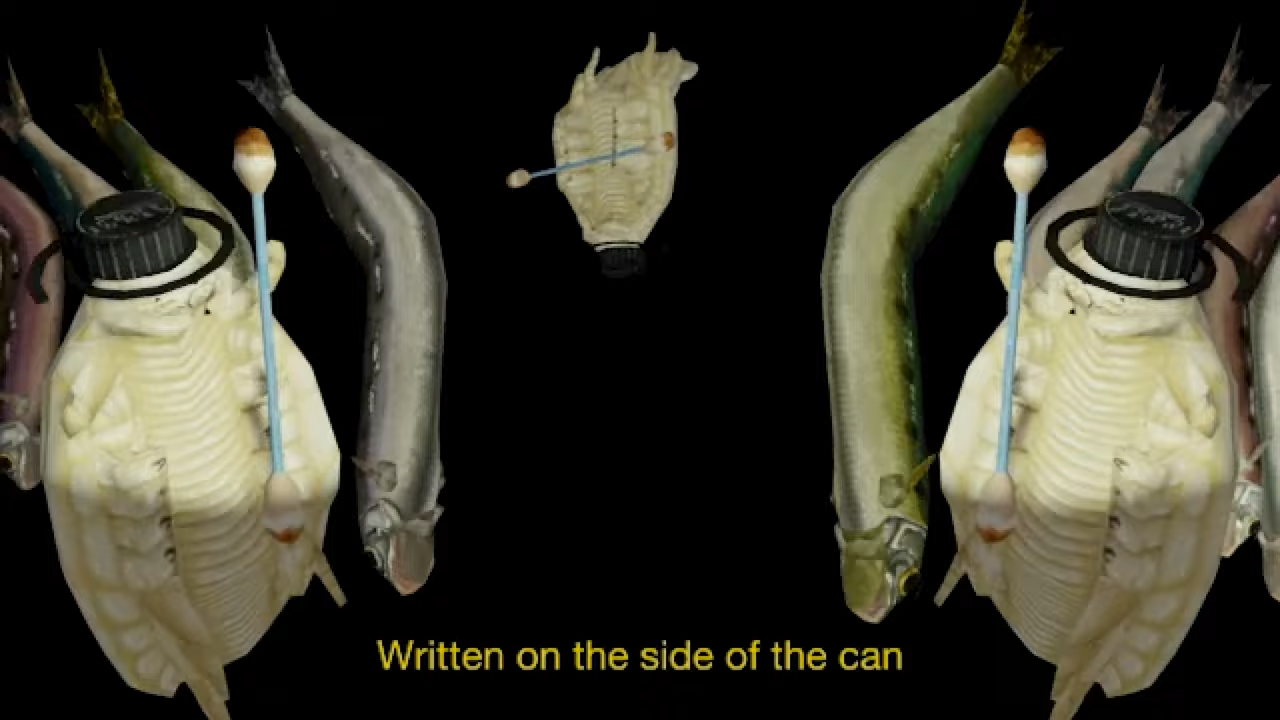 Written on the side of the can